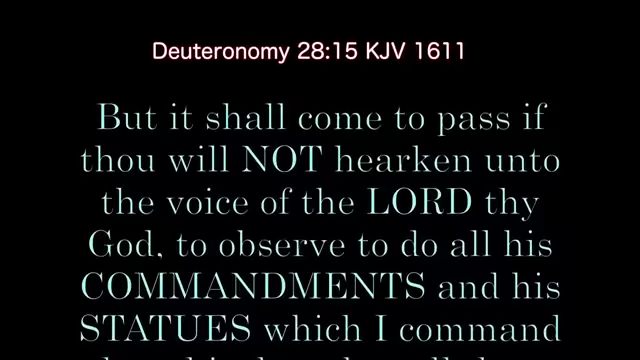 Deuteronomy 28:15 KJV 1611
But it shall come to pass if
thou will NOT hearken unto
the voice of the LORD thy
God, to observe to do all his
COMMANDMENTS and his
STATUES which I command